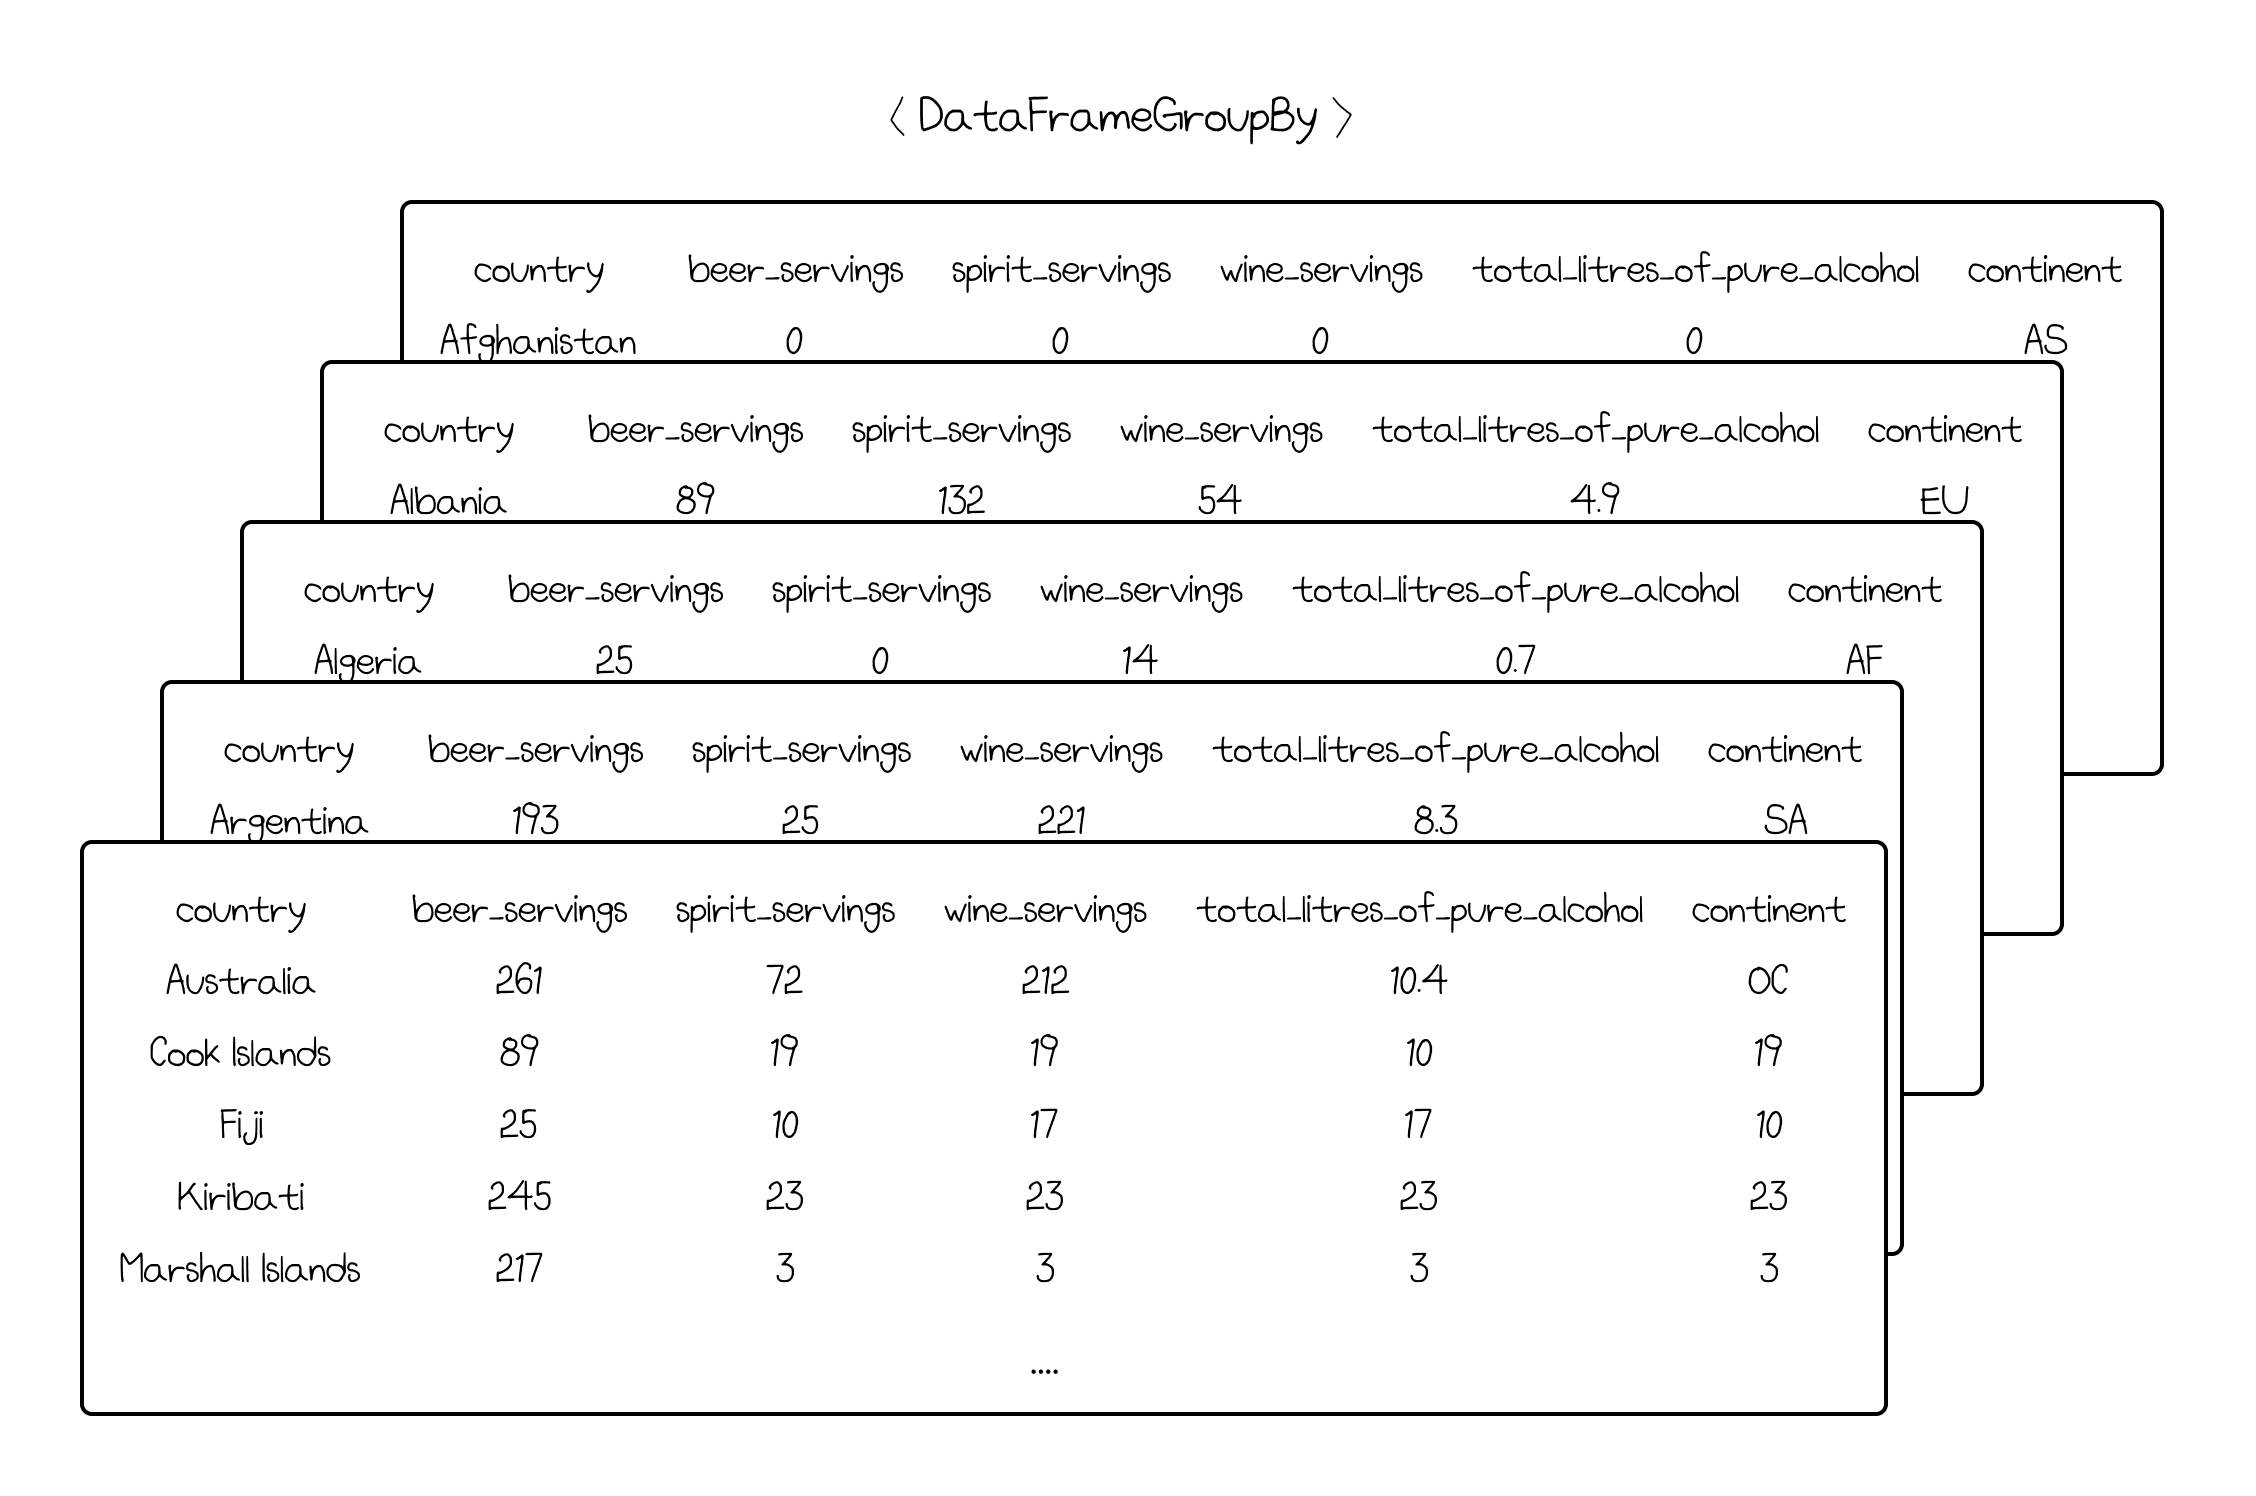 〈 DataFrameGroupBy 〉
country beer_servings spirit_servings wine_servings total_litres_of_pure_alcohol continent
Afghanistan 0 0 0 0 AS
country beer_servings spirit_servings wine_servings total_litres_of_pure_alcohol continent
Albania 89 132 54 4.9 EU
country beer_servings spirit_servings wine_servings total_litres_of_pure_alcohol continent
Algeria 25 0 14 0.7 AF
country beer_servings spirit_servings wine_servings total_litres_of_pure_alcohol continent
Argentina 193 25 221 8.3 SA
country beer_servings spirit_servings wine_servings total_litres_of_pure_alcohol continent
Australia 261 72 212 10.4 OC
Cook Islands 89 19 19 10 19
Fiji 25 10 17 17 10
Kiribati 245 23 23 23 23
Marshall Islands 217 3 3 3 3
....